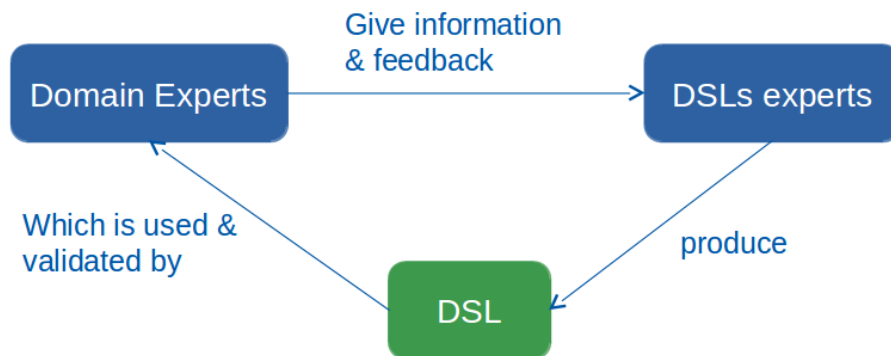 Give information
& feedback
Domain Experts
DSLs experts
Which is used &
validated by
produce
DSL